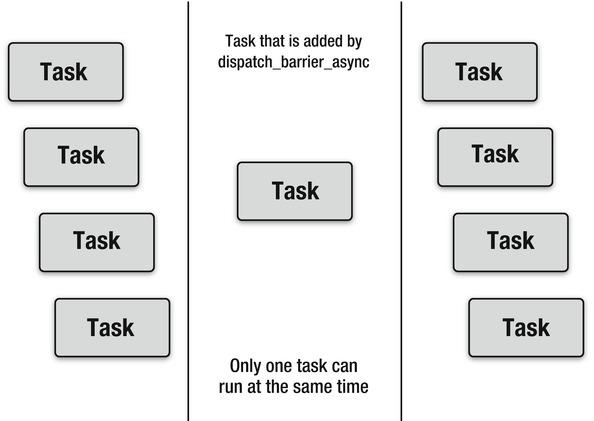 Task
Task
Task
Task
Task that is added by
dispatch_barrier_async
Task
Only one task can
run at the same time
Task
Task
Task
Task